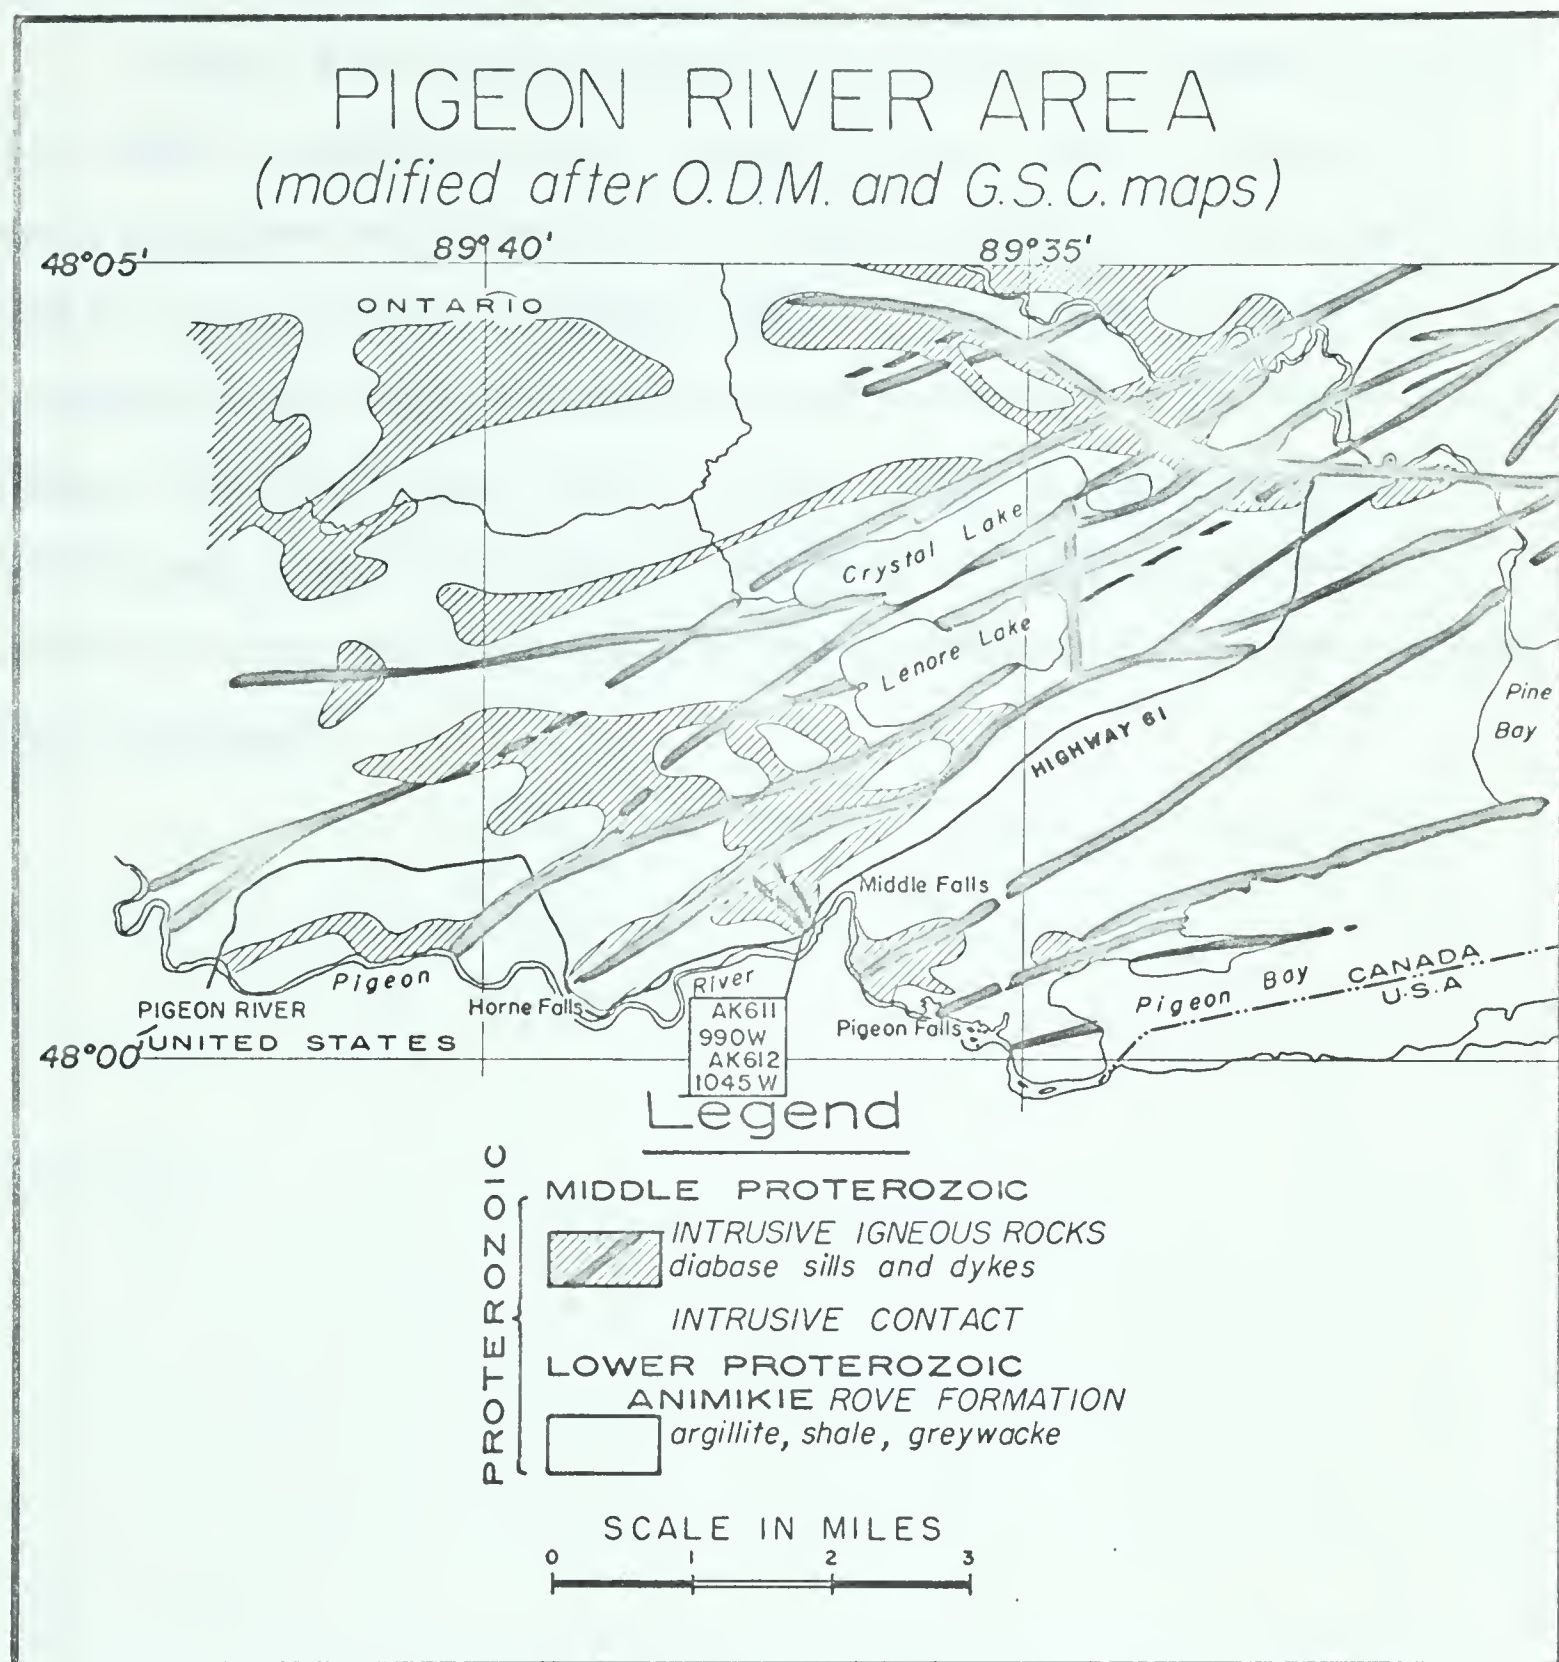 PIGEON RIVER AREA
(modified after O.D.M. and G.S.C. maps)
89°40'
89°35'
48°05'
ONTARIO
Crystal Lake
Lenore Lake
HIGHWAY 61
Pine
Bay
Middle Falls
Pigeon
River
PIGEON RIVER
Horne Falls
Pigeon Falls
Pigeon Bay
CANADA
U.S.A
UNITED STATES
48°00'
AK611
990W
AK612
1045W
Legend
PROTEROZOIC
MIDDLE PROTEROZOIC
INTRUSIVE IGNEOUS ROCKS
diabase sills and dykes
INTRUSIVE CONTACT
LOWER PROTEROZOIC
ANIMIKIE ROVE FORMATION
argillite, shale, greywacke
SCALE IN MILES
0 1 2 3